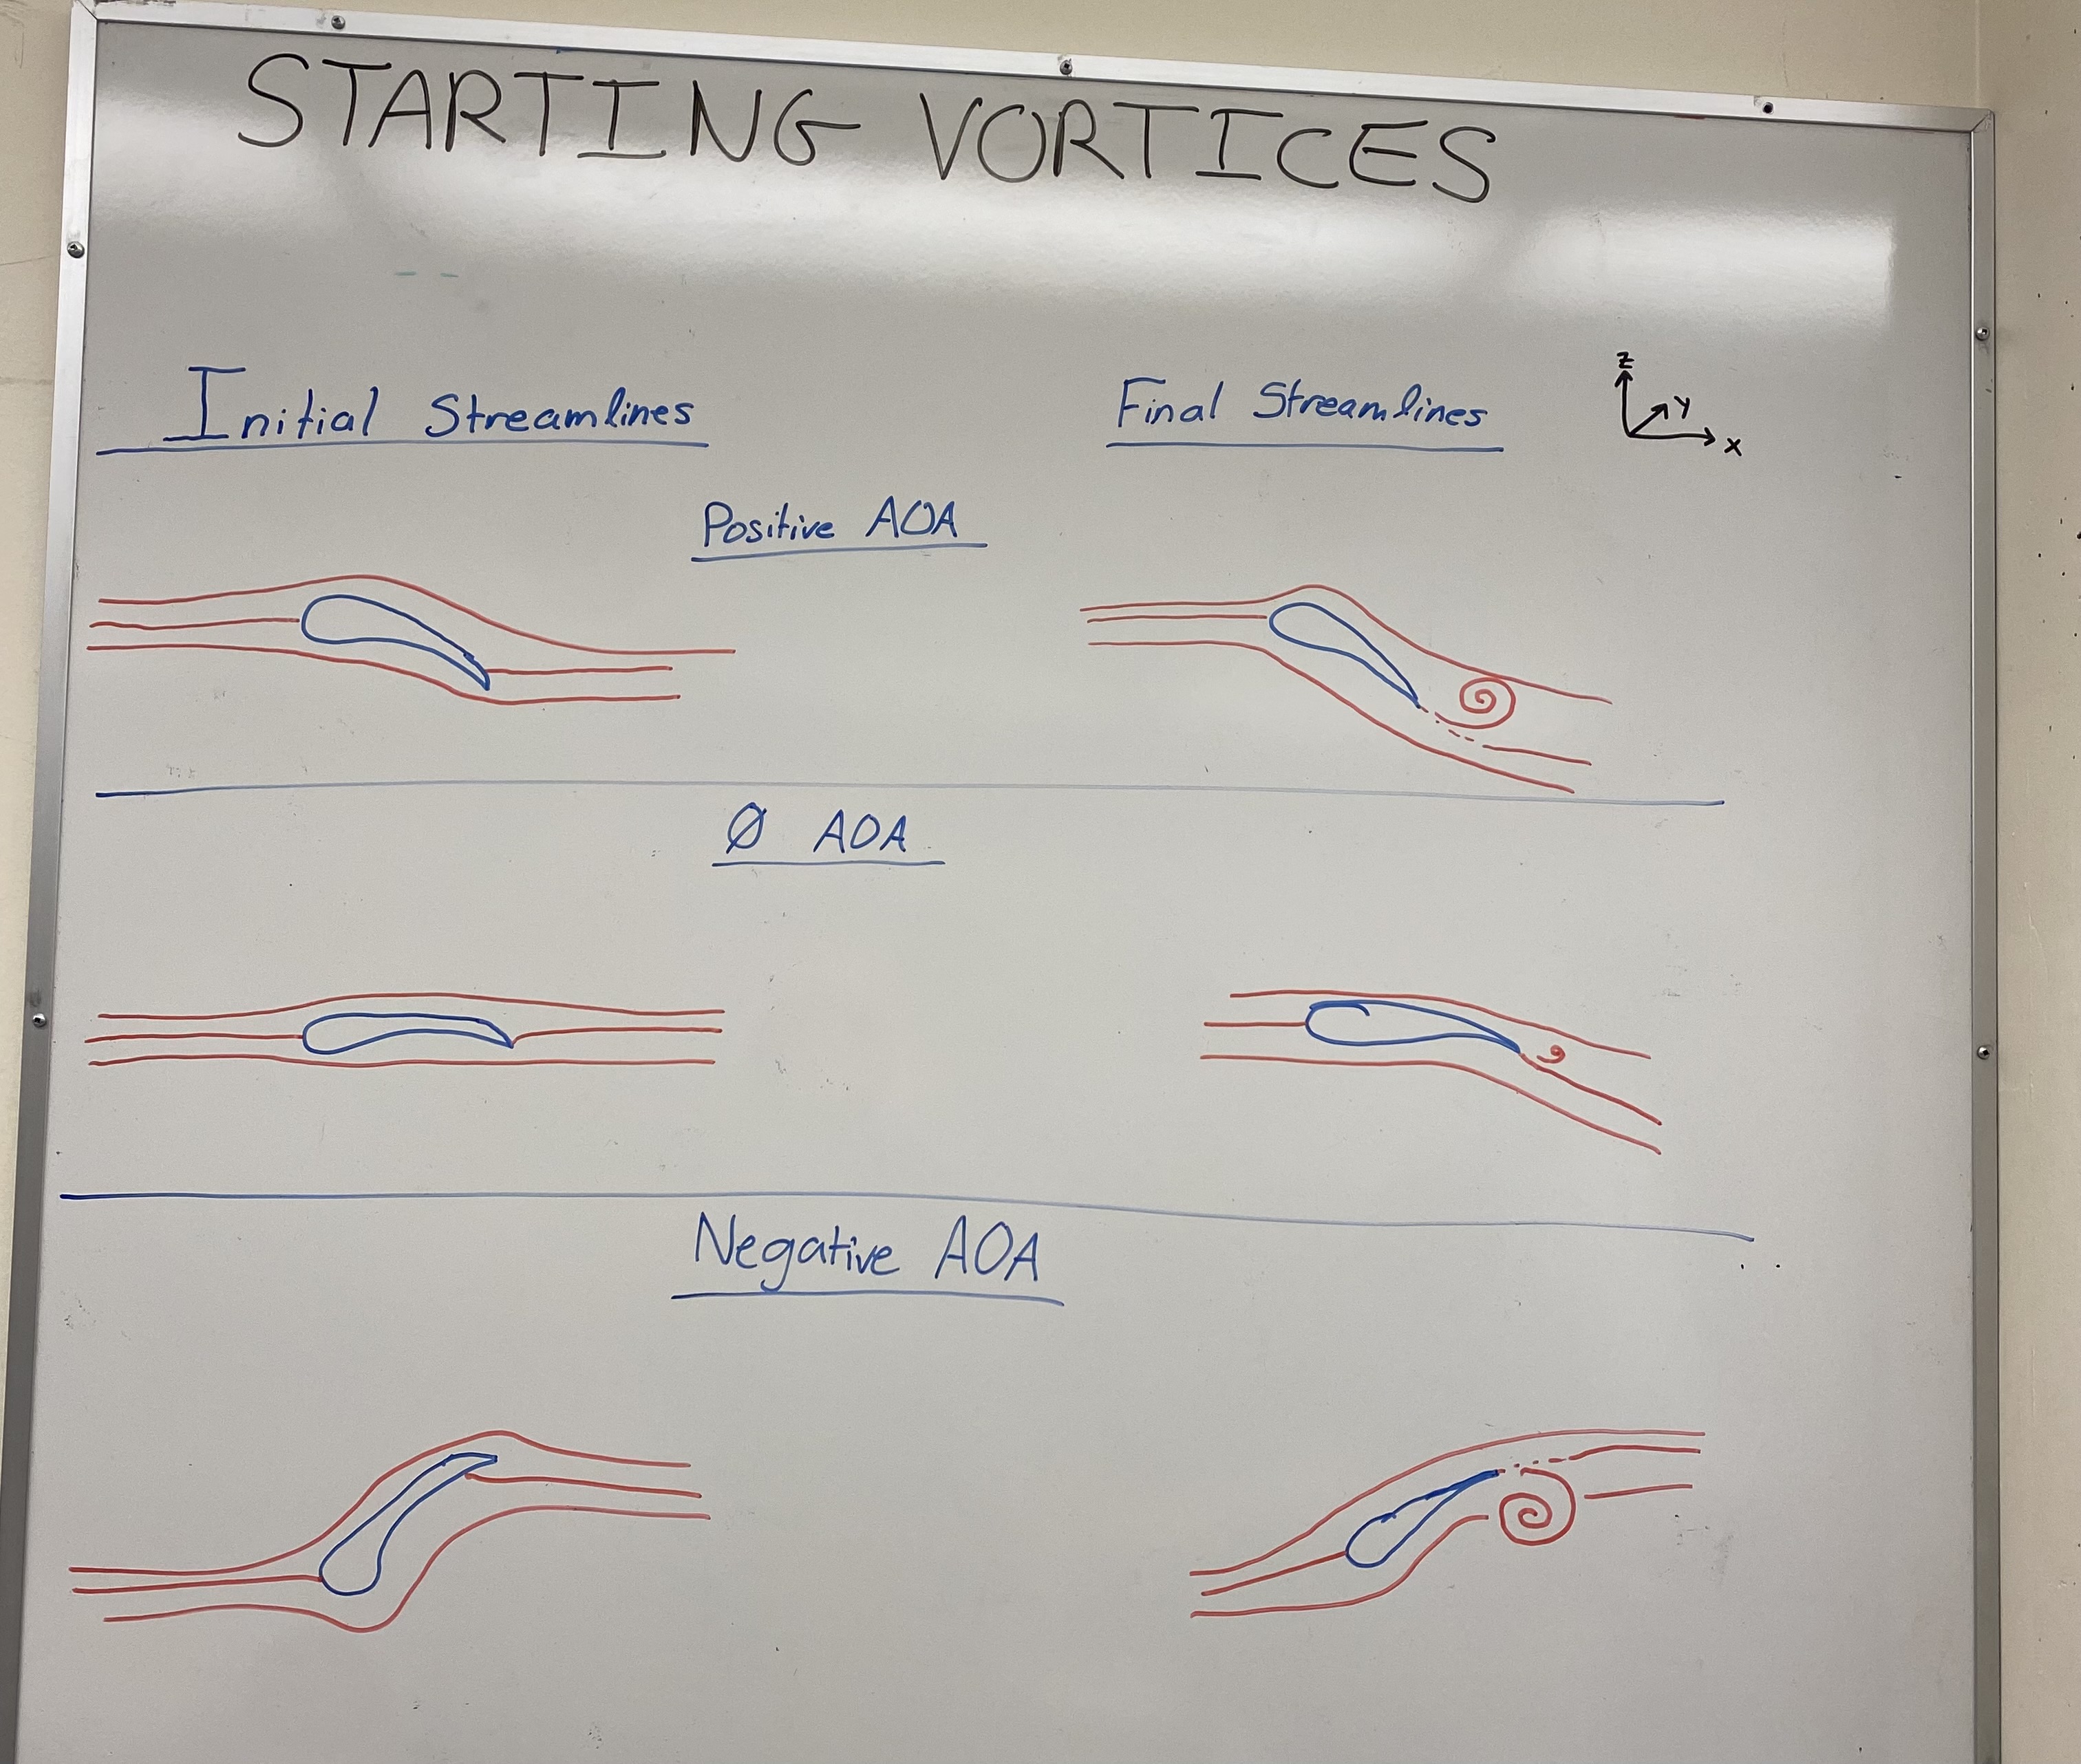 STARTING VORTICES
Initial Streamlines
Final Streamlines
Z
Y
X
Positive AOA
Ø AOA
Negative AOA